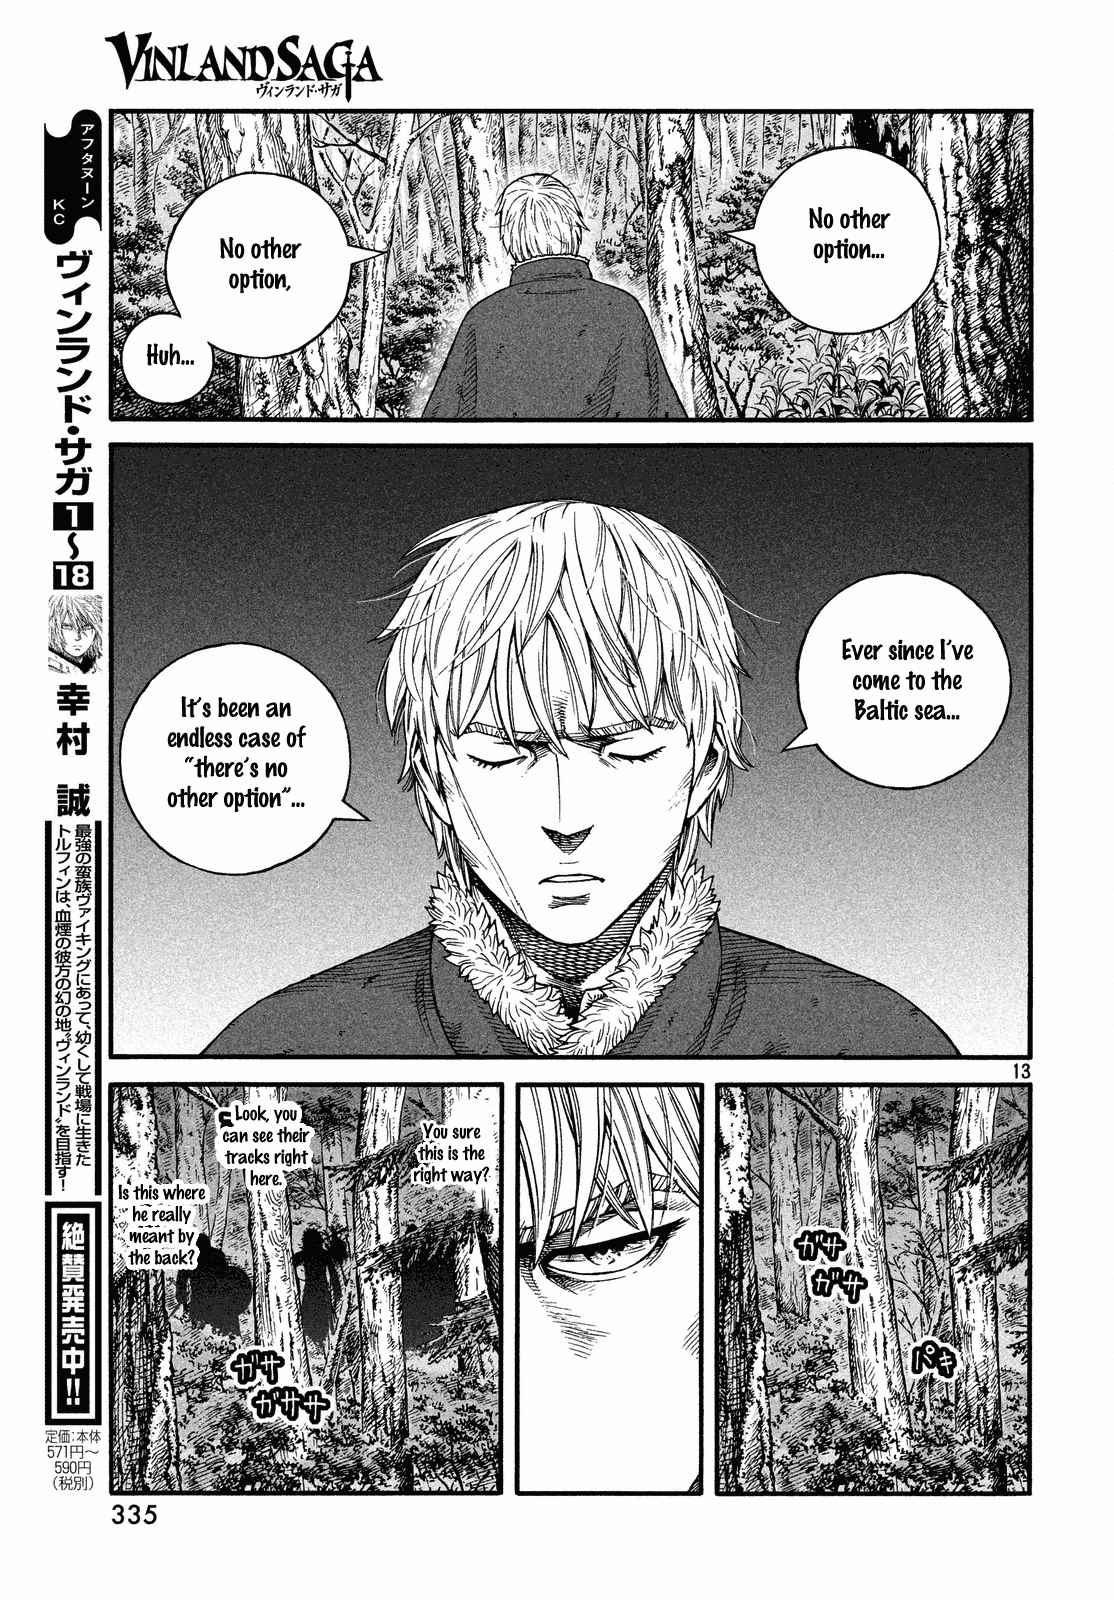 VINLAND SAGA
ヴィンランド・サガ
No other
option...
No other
option,
Huh...
Ever since I've
come to the
Baltic sea...
It's been an
endless case of
"there's no
other option"...
13
ガサ
ガサ
パキ
You sure
this is the
right way?
Look, you
can see their
tracks right
here.
Is this where
he really
meant by
the back?
ガサ
ガササ
アフタヌーン
KC
ヴィンランド・サガ
1
〜
18
幸村 誠
最強の蛮族ヴァイキングにあって、幼くして戦場に生きた
トルフィンは、血煙の彼方の幻の地“ヴィンランド”を目指す！
絶賛発売中!!
定価:本体
571円〜
590円
(税別)
335